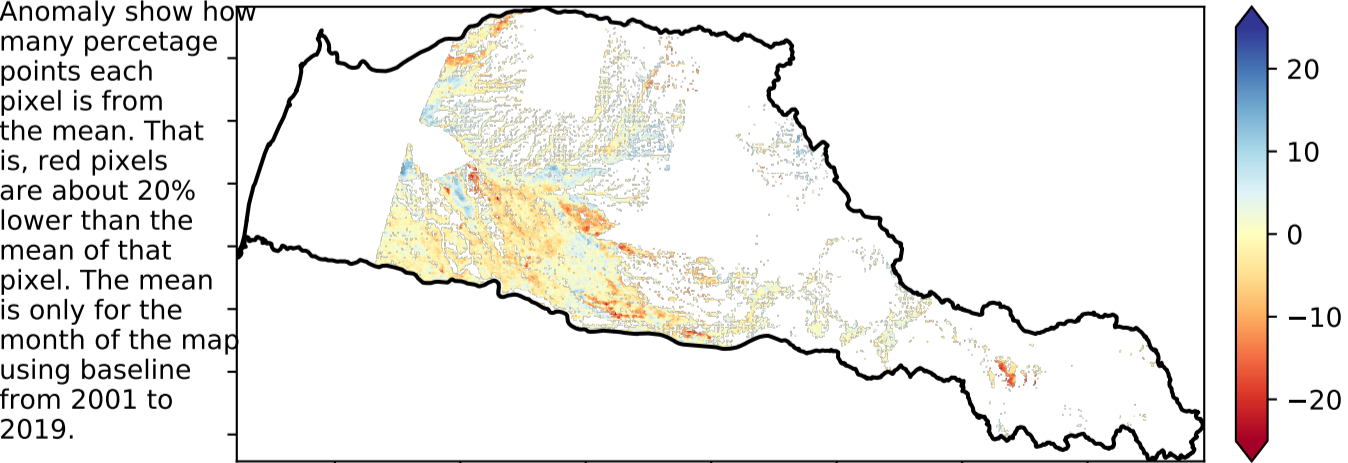 Anomaly show how
many percetage
points each
pixel is from
the mean. That
is, red pixels
are about 20%
lower than the
mean of that
pixel. The mean
is only for the
month of the map
using baseline
from 2001 to
2019.
20
10
0
−10
−20